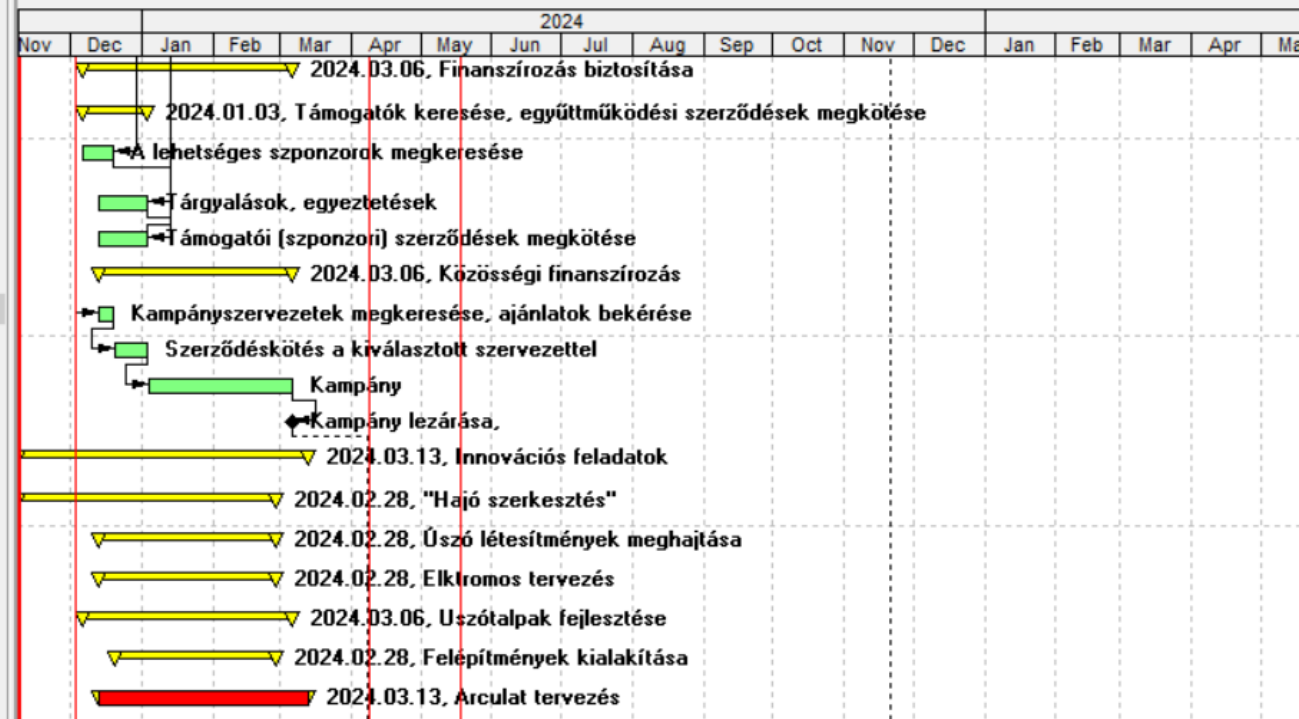 2024
Nov Dec Jan Feb Mar Apr May Jun Jul Aug Sep Oct Nov Dec Jan Feb Mar Apr Ma
2024.03.06, Finanszírozás biztosítása
2024.01.03, Támogatók keresése, együttműködési szerződések megkötése
A lehetséges szponzorok megkeresése
Tárgyalások, egyeztetések
Támogatói (szponzori) szerződések megkötése
2024.03.06, Közösségi finanszírozás
Kampányszervezetek megkeresése, ajánlatok bekérése
Szerződéskötés a kiválasztott szervezettel
Kampány
Kampány lezárása,
2024.03.13, Innovációs feladatok
2024.02.28, "Hajó szerkesztés"
2024.02.28, Úszó létesítmények meghajtása
2024.02.28, Elktromos tervezés
2024.03.06, Uszótalpak fejlesztése
2024.02.28, Felépítmények kialakítása
2024.03.13, Arculat tervezés